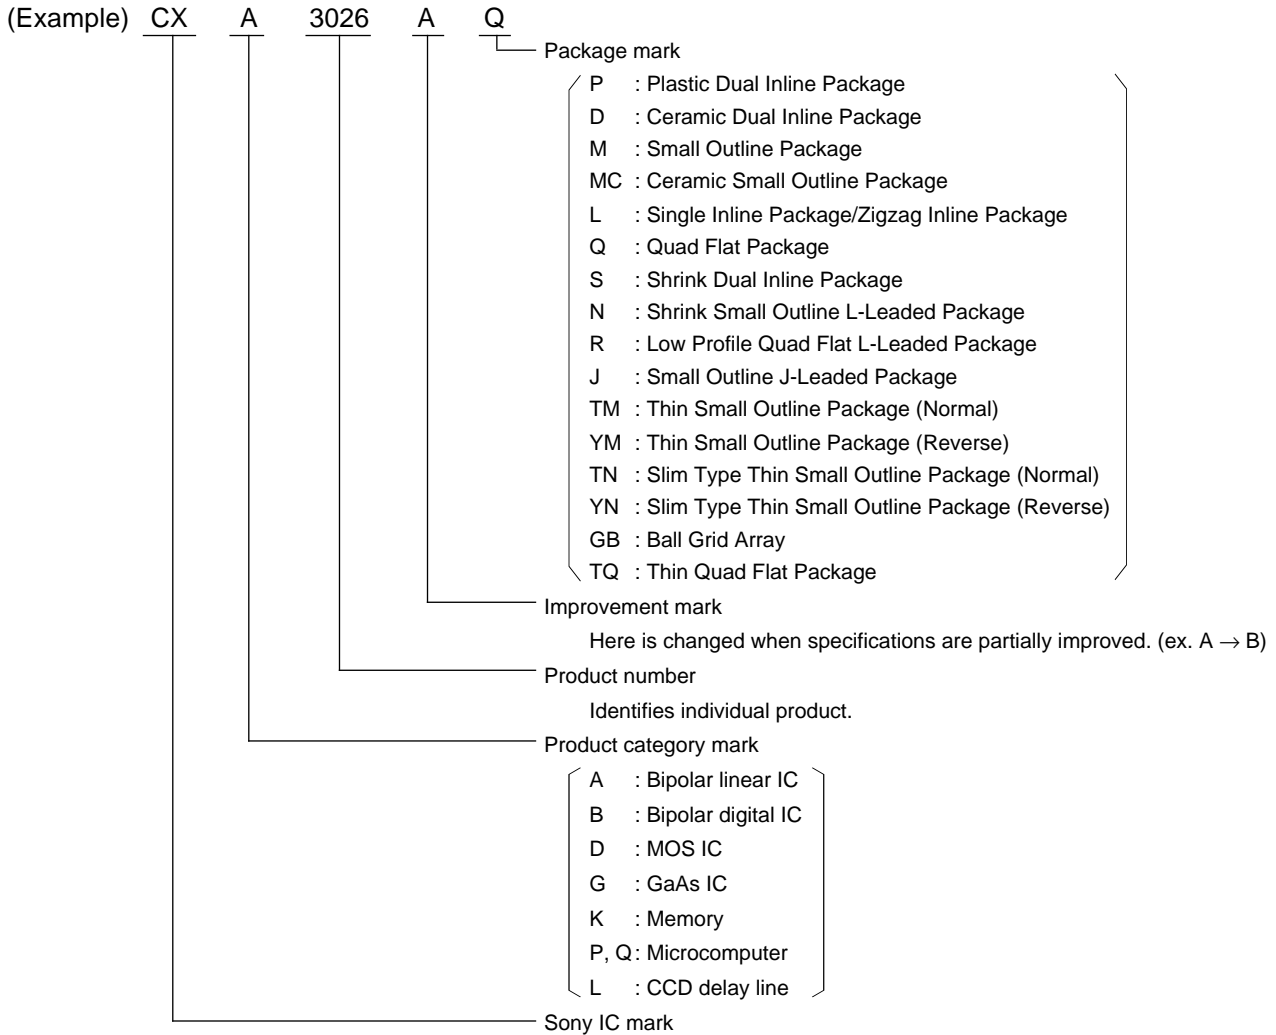 (Example) CX A 3026 A Q
Package mark
P : Plastic Dual Inline Package
D : Ceramic Dual Inline Package
M : Small Outline Package
MC : Ceramic Small Outline Package
L : Single Inline Package/Zigzag Inline Package
Q : Quad Flat Package
S : Shrink Dual Inline Package
N : Shrink Small Outline L-Leaded Package
R : Low Profile Quad Flat L-Leaded Package
J : Small Outline J-Leaded Package
TM : Thin Small Outline Package (Normal)
YM : Thin Small Outline Package (Reverse)
TN : Slim Type Thin Small Outline Package (Normal)
YN : Slim Type Thin Small Outline Package (Reverse)
GB : Ball Grid Array
TQ : Thin Quad Flat Package
Improvement mark
Here is changed when specifications are partially improved. (ex. A → B)
Product number
Identifies individual product.
Product category mark
A : Bipolar linear IC
B : Bipolar digital IC
D : MOS IC
G : GaAs IC
K : Memory
P, Q : Microcomputer
L : CCD delay line
Sony IC mark